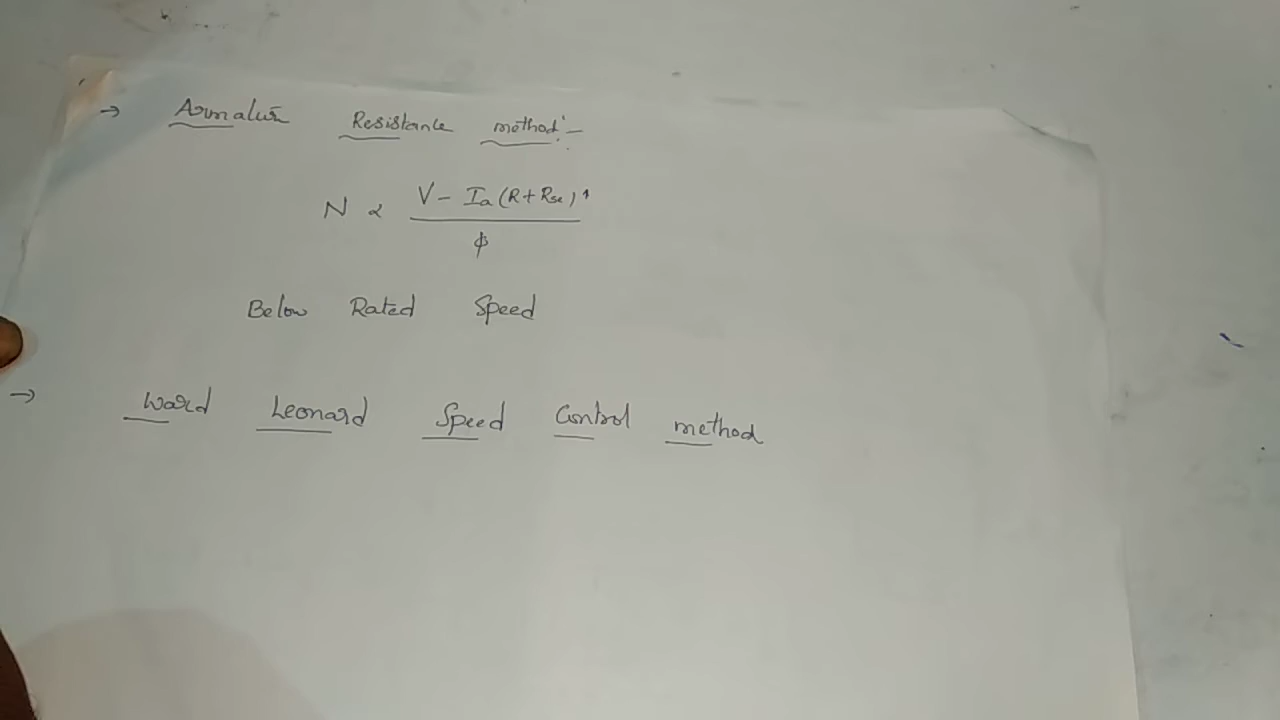 → Armature Resistance method:-
N ∝ V - Ia (R + Rse) ↑
ϕ
Below Rated Speed
→ Ward Leonard Speed Control method